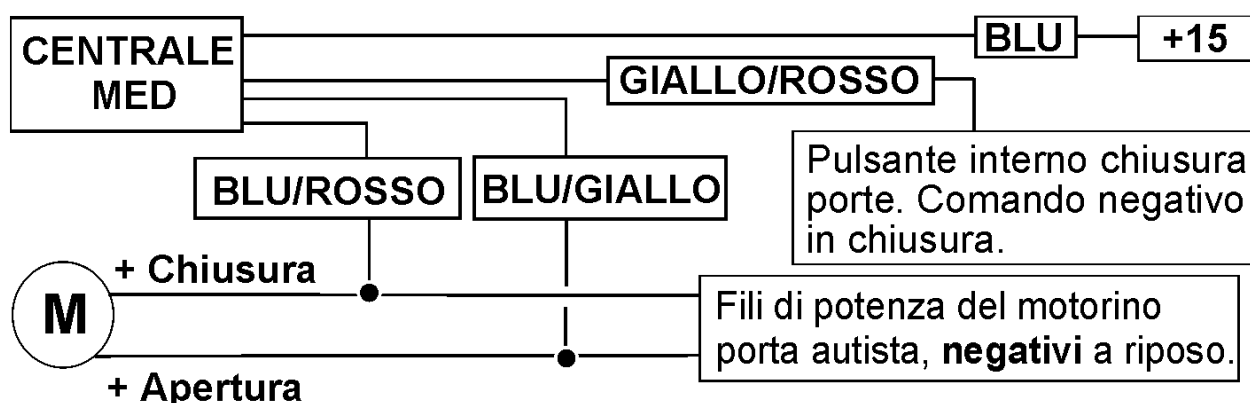 CENTRALE
MED
BLU
+15
GIALLO/ROSSO
Pulsante interno chiusura
porte. Comando negativo
in chiusura.
BLU/ROSSO
BLU/GIALLO
+ Chiusura
M
Fili di potenza del motorino
porta autista, negativi a riposo.
+ Apertura